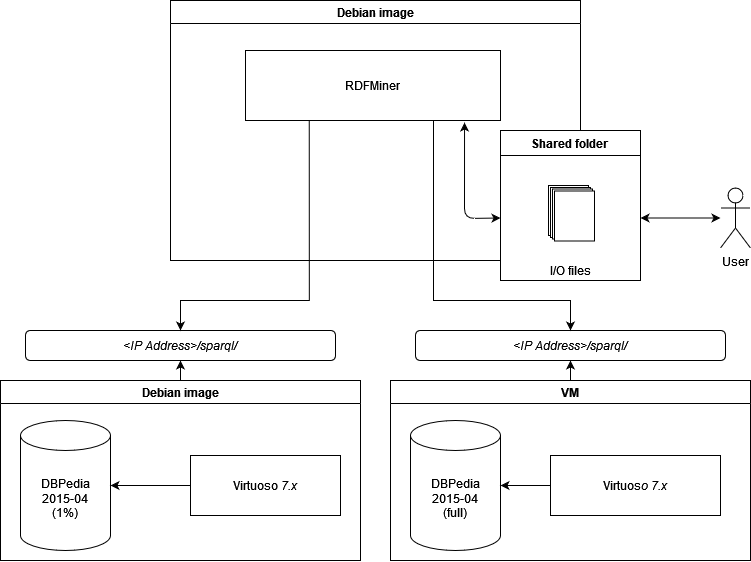 Debian image
RDFMiner
Shared folder
I/O files
User
<IP Address>/sparql/
<IP Address>/sparql/
Debian image
DBPedia
2015-04
(1%)
Virtuoso 7.x
VM
DBPedia
2015-04
(full)
Virtuoso 7.x